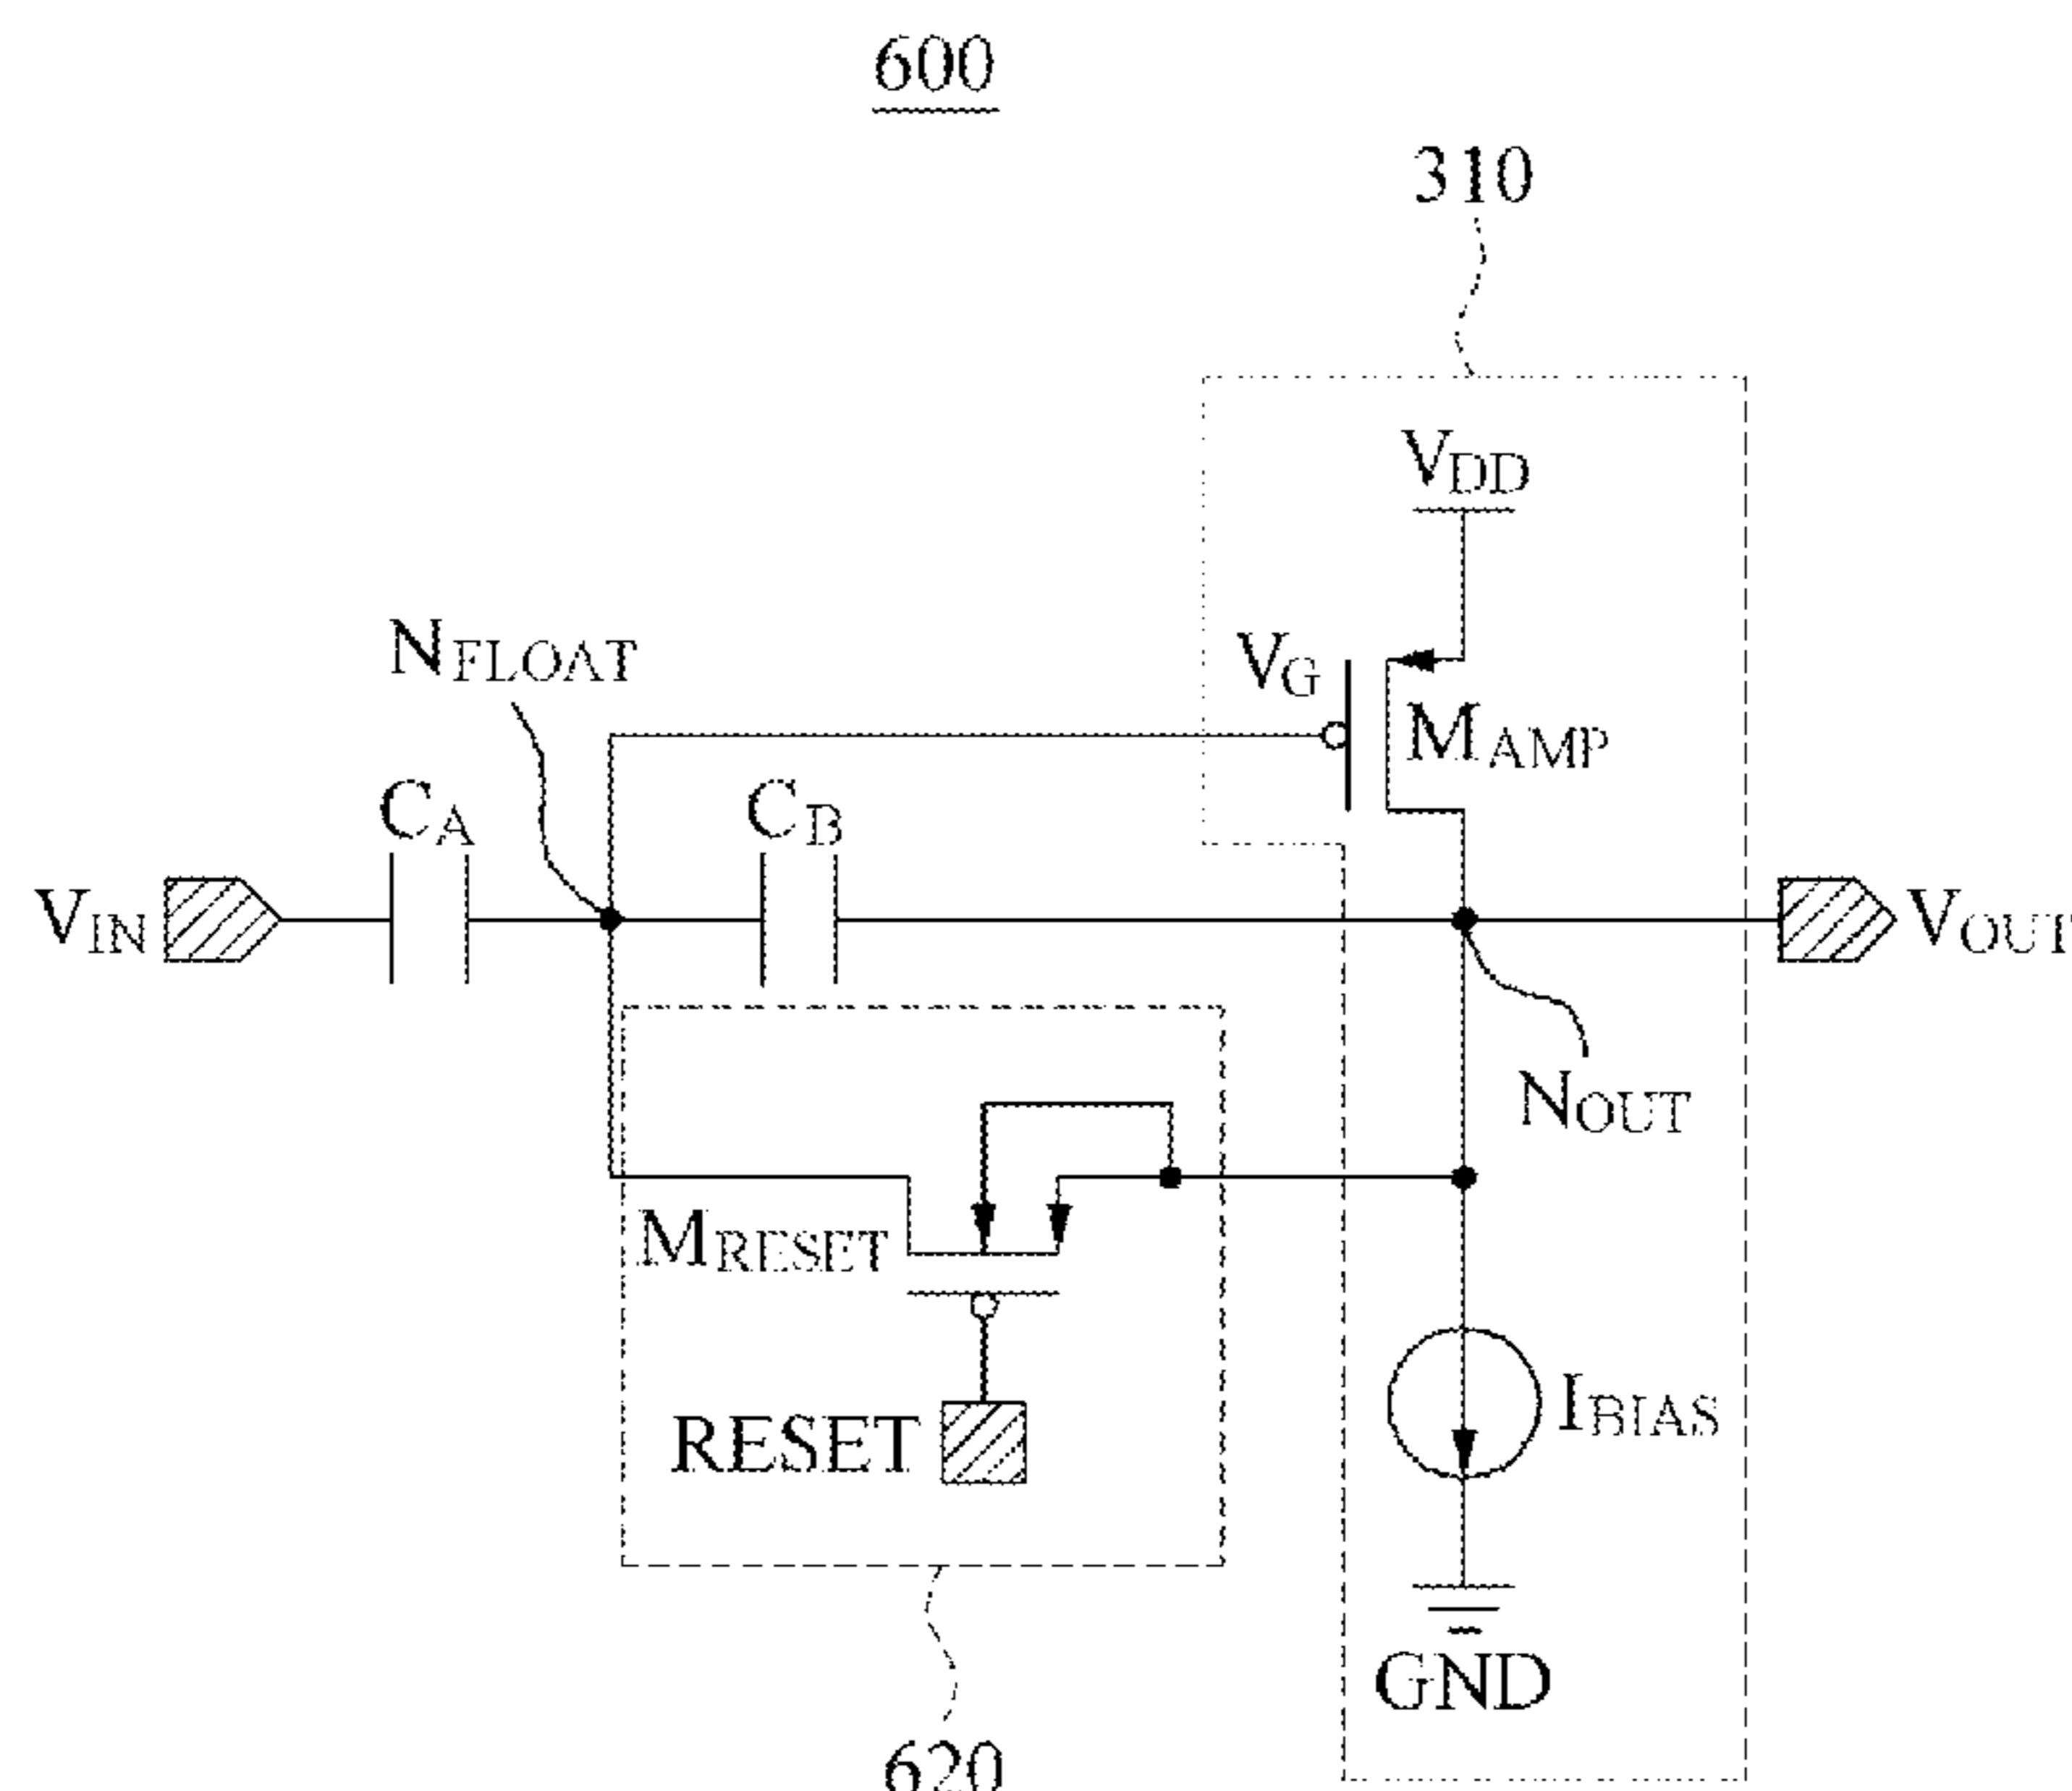 600
310
VDD
NFLOAT
VG
MAMP
CA
CB
VIN
VOUT
NOUT
MRESET
RESET
IBIAS
GND
620